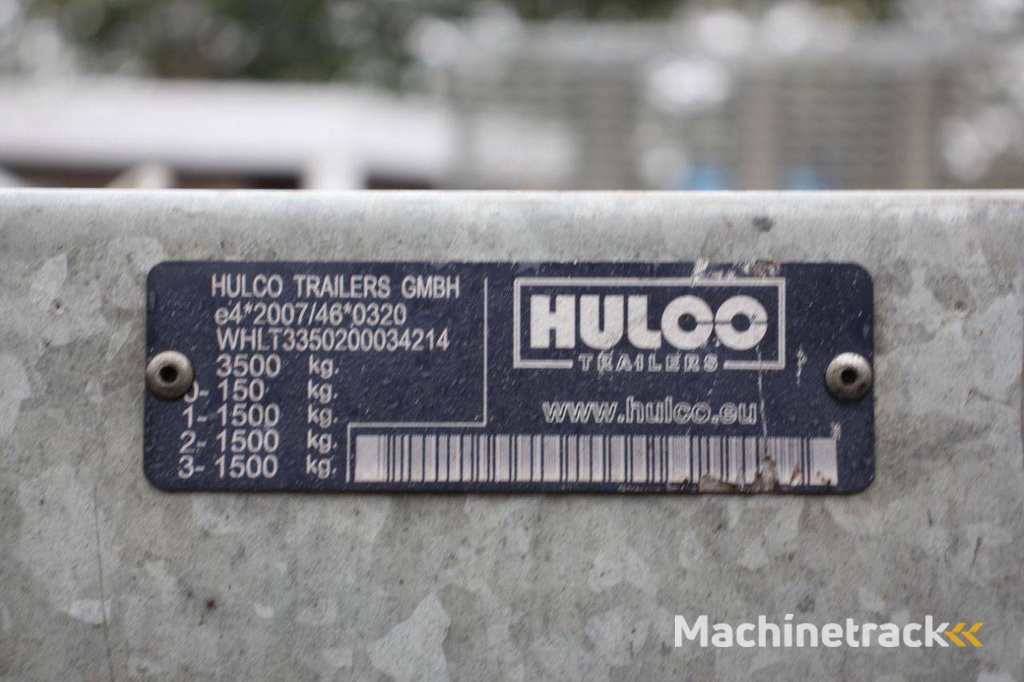 HULCO TRAILERS GMBH
e4*2007/46*0320
WHLT3350200034214
3500 kg.
0- 150 kg.
1- 1500 kg.
2- 1500 kg.
3- 1500 kg.
HULCO
TRAILERS
www.hulco.eu
Machinetrack